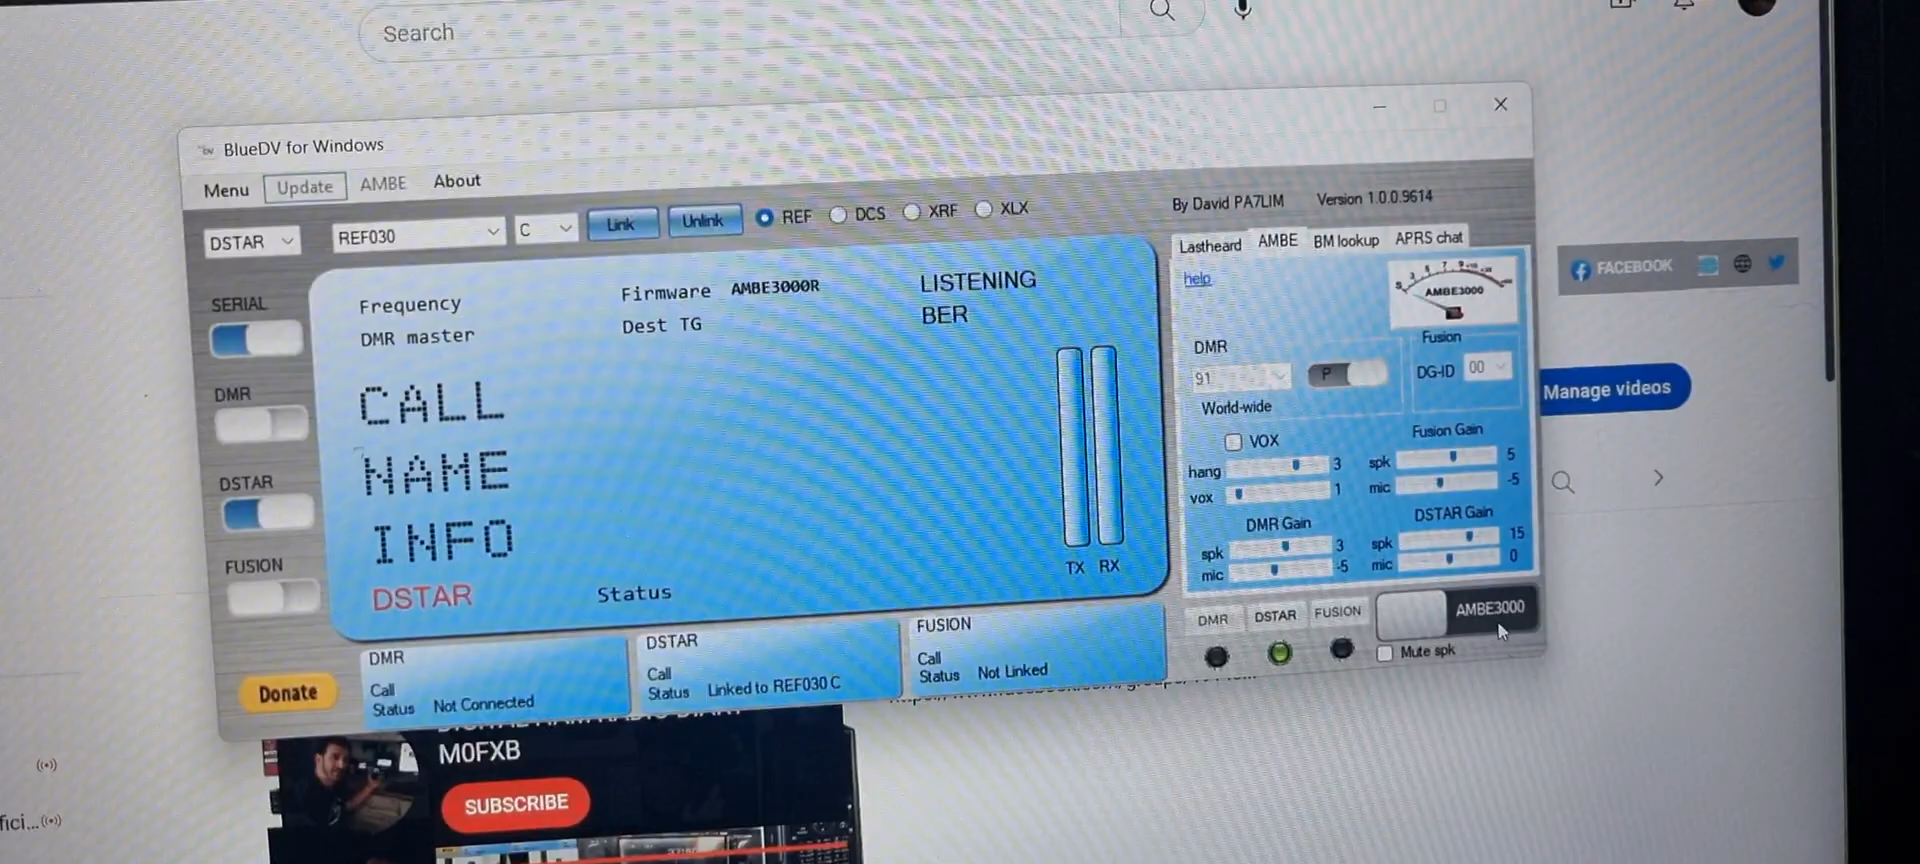 Search
BlueDV for Windows
Menu Update AMBE About
By David PA7LIM Version 1.0.0.9614
DSTAR REF030 C Link Unlink REF DCS XRF XLX
Lastheard AMBE BM lookup APRS chat
help
AMBE3000
SERIAL
Frequency Firmware AMBE3000R LISTENING
DMR master Dest TG BER
FACEBOOK
DMR
CALL
NAME
INFO
DSTAR
FUSION
DSTAR Status
TX RX
DMR
91 P
World-wide
Fusion
DG-ID 00
Manage videos
VOX
hang 3
vox 1
Fusion Gain
spk 5
mic -5
DMR Gain
spk 3
mic -5
DSTAR Gain
spk 15
mic 0
DMR DSTAR FUSION AMBE3000
Mute spk
Donate
DMR
Call
Status Not Connected
DSTAR
Call
Status Linked to REF030 C
FUSION
Call
Status Not Linked
M0FXB
SUBSCRIBE